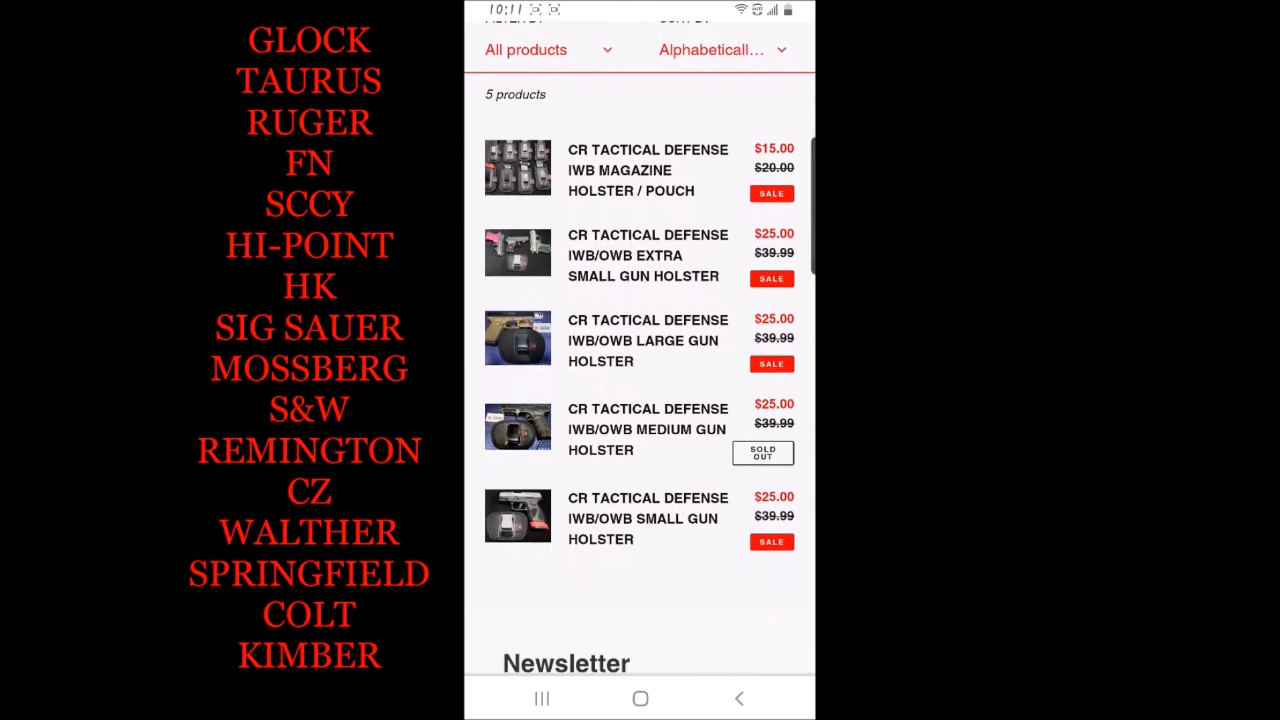 GLOCK
TAURUS
RUGER
FN
SCCY
HI-POINT
HK
SIG SAUER
MOSSBERG
S&W
REMINGTON
CZ
WALTHER
SPRINGFIELD
COLT
KIMBER
10:11
All products
Alphabeticall...
5 products
CR TACTICAL DEFENSE
IWB MAGAZINE
HOLSTER / POUCH
$15.00
$20.00
SALE
CR TACTICAL DEFENSE
IWB/OWB EXTRA
SMALL GUN HOLSTER
$25.00
$39.99
SALE
CR TACTICAL DEFENSE
IWB/OWB LARGE GUN
HOLSTER
$25.00
$39.99
SALE
CR TACTICAL DEFENSE
IWB/OWB MEDIUM GUN
HOLSTER
$25.00
$39.99
SOLD
OUT
CR TACTICAL DEFENSE
IWB/OWB SMALL GUN
HOLSTER
$25.00
$39.99
SALE
Newsletter